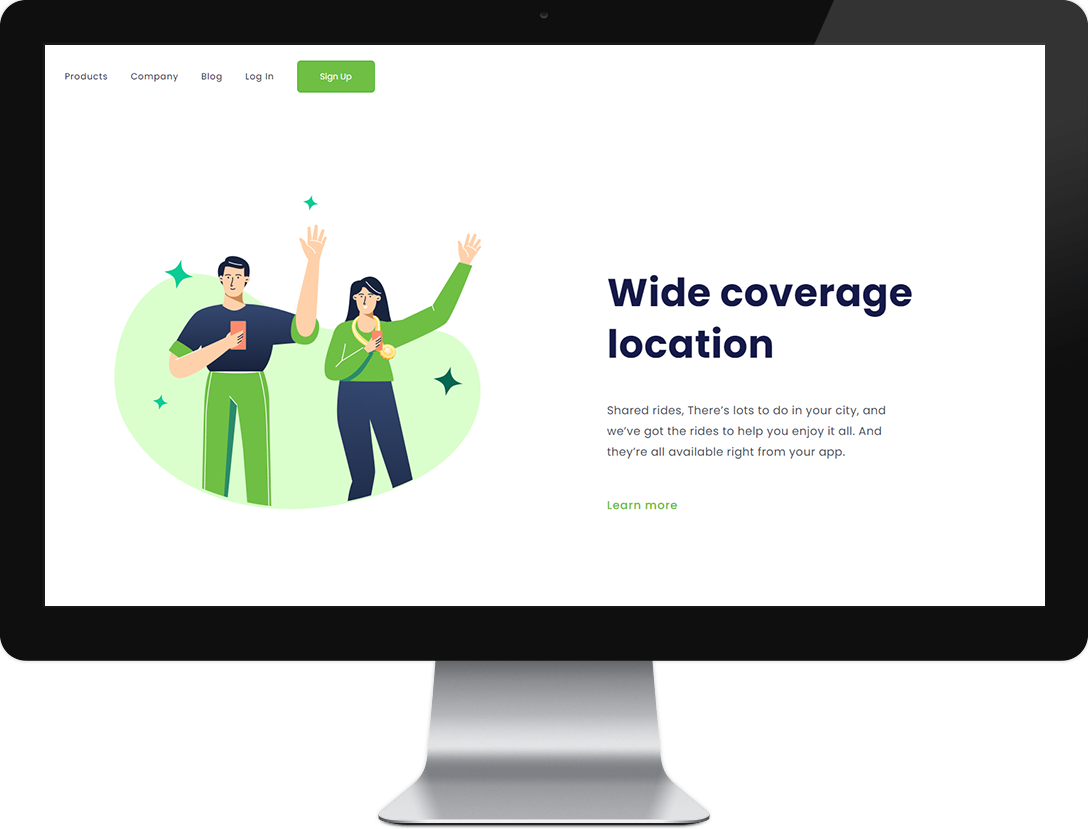 Products Company Blog Log In Sign Up
Wide coverage
location
Shared rides, There’s lots to do in your city, and
we’ve got the rides to help you enjoy it all. And
they’re all available right from your app.
Learn more